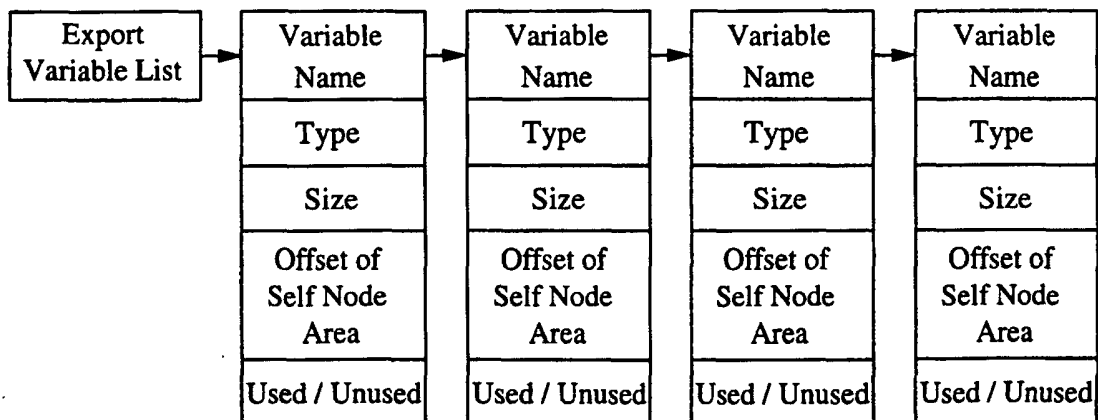 Export
Variable List
Variable
Name
Type
Size
Offset of
Self Node
Area
Used / Unused
Variable
Name
Type
Size
Offset of
Self Node
Area
Used / Unused
Variable
Name
Type
Size
Offset of
Self Node
Area
Used / Unused
Variable
Name
Type
Size
Offset of
Self Node
Area
Used / Unused